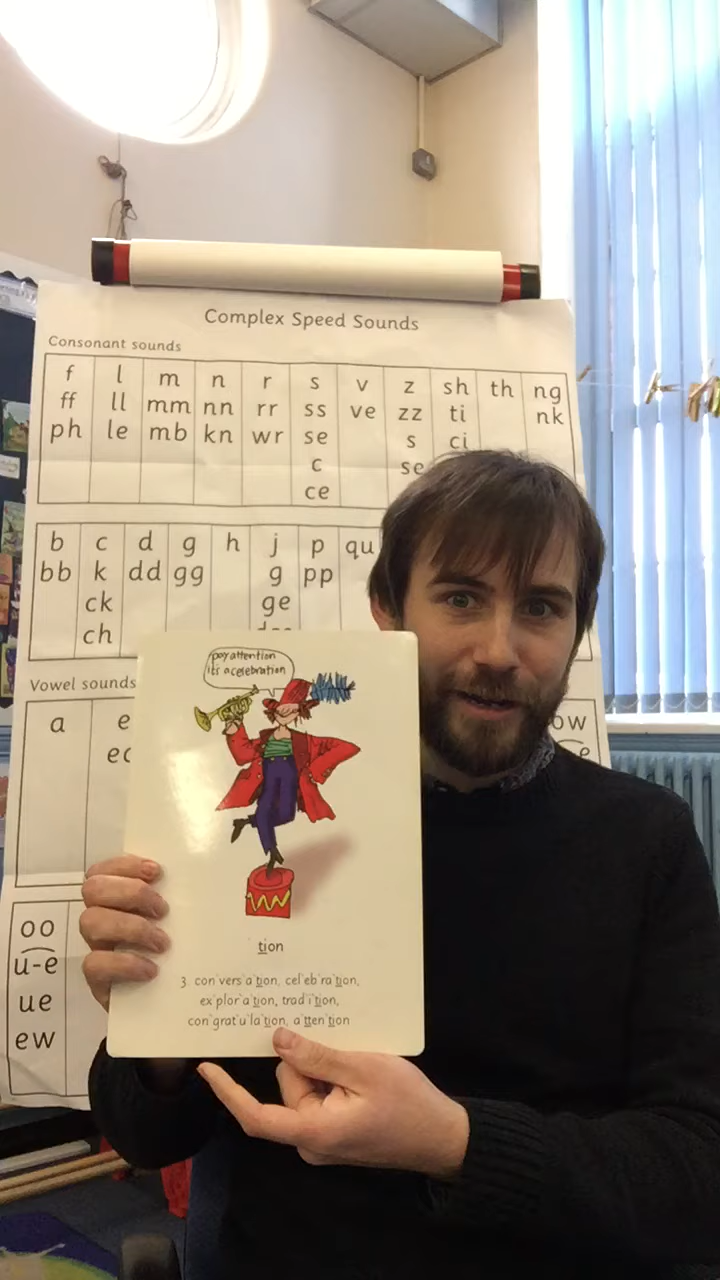 Complex Speed Sounds
Consonant sounds
f l m n r s v z sh th ng
ff ll mm nn rr ss ve zz ti nk
ph le mb kn wr se s ci
c se
ce
b c d g h j p qu
bb k dd gg g pp
ck ge
ch
Vowel sounds
a e ow
oo
u-e
ue
ew
pay attention
its a celebration
tion
3 con'vers'a'tion, cel'eb'ra'tion,
ex'plor'a'tion, trad'i'tion,
con'grat'u'la'tion, a'tten'tion